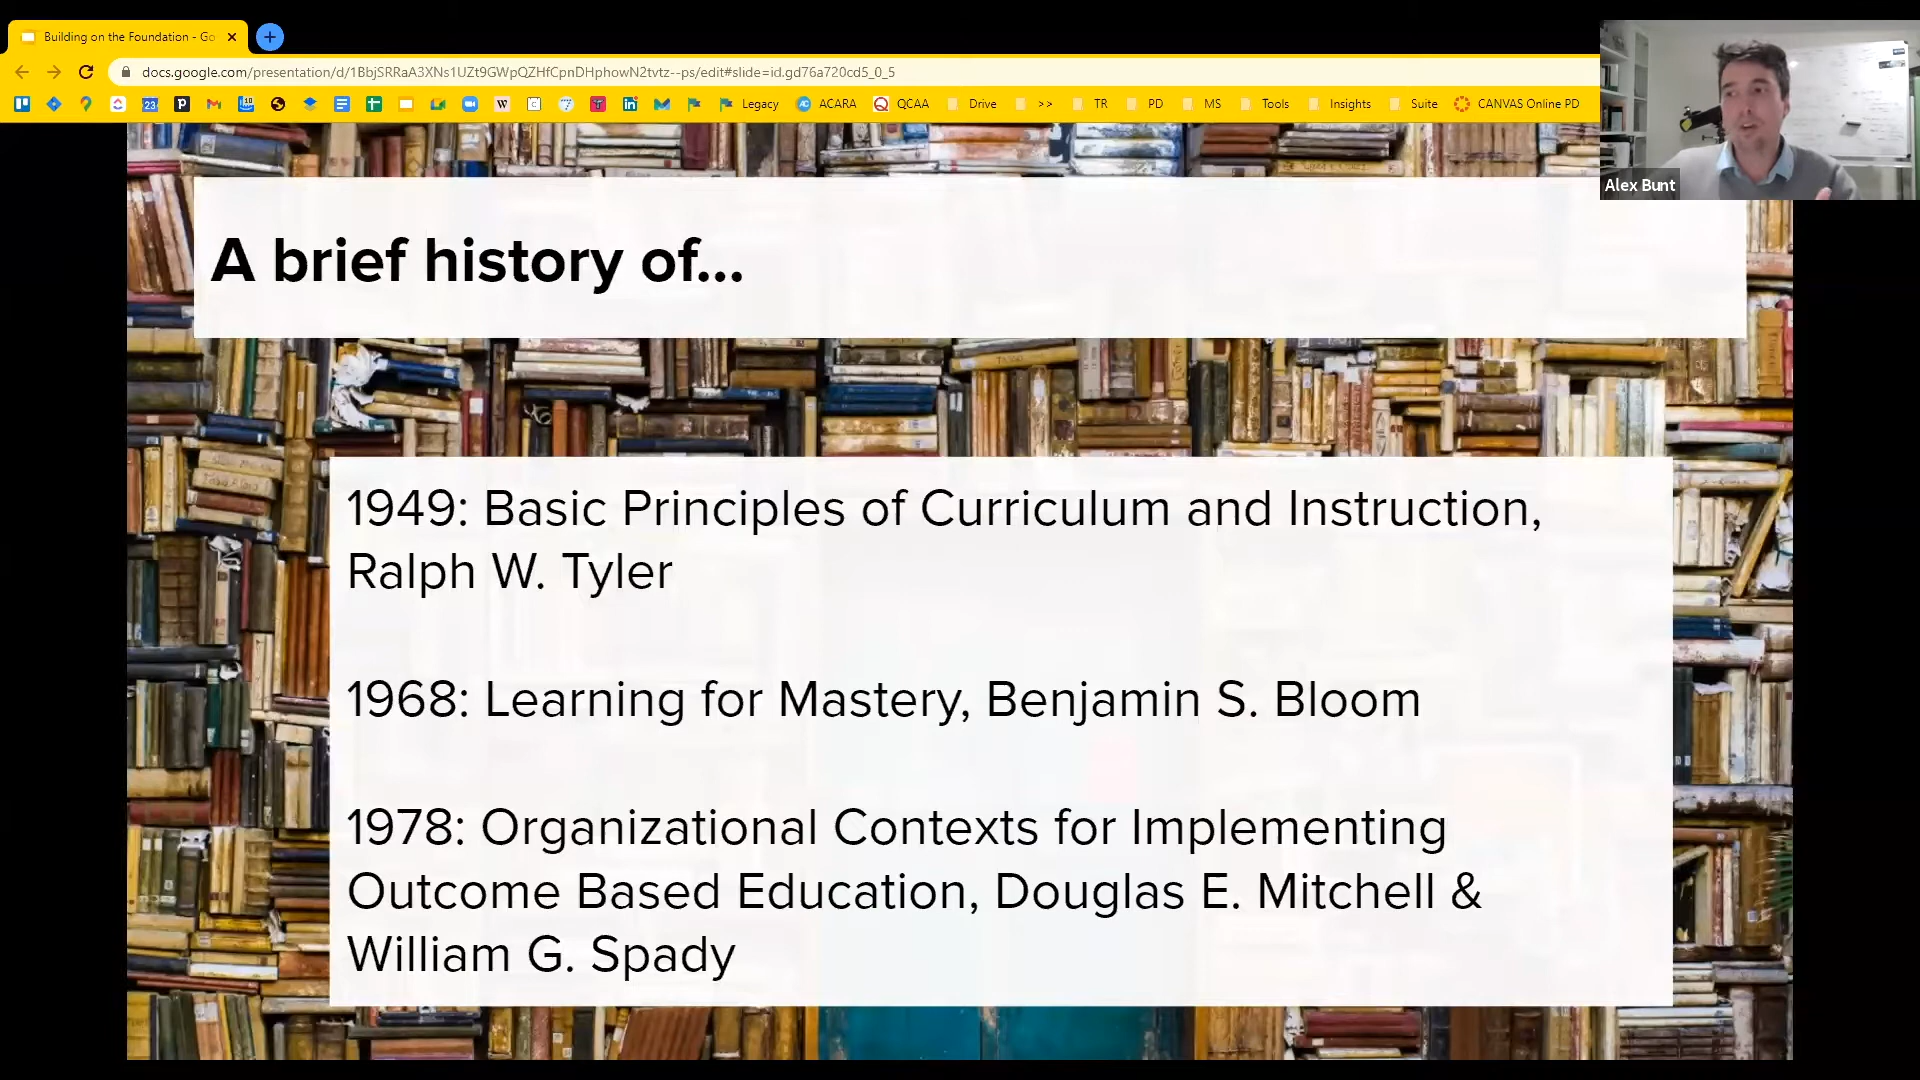 Building on the Foundation - Go
docs.google.com/presentation/d/1BbjSRRaA3XNs1UZt9GWpQZHfCpnDHphowN2tvtz--ps/edit#slide=id.gd76a720cd5_0_5
Legacy ACARA QCAA Drive >> TR PD MS Tools Insights Suite CANVAS Online PD
Alex Bunt
A brief history of...
1949: Basic Principles of Curriculum and Instruction,
Ralph W. Tyler
1968: Learning for Mastery, Benjamin S. Bloom
1978: Organizational Contexts for Implementing
Outcome Based Education, Douglas E. Mitchell &
William G. Spady